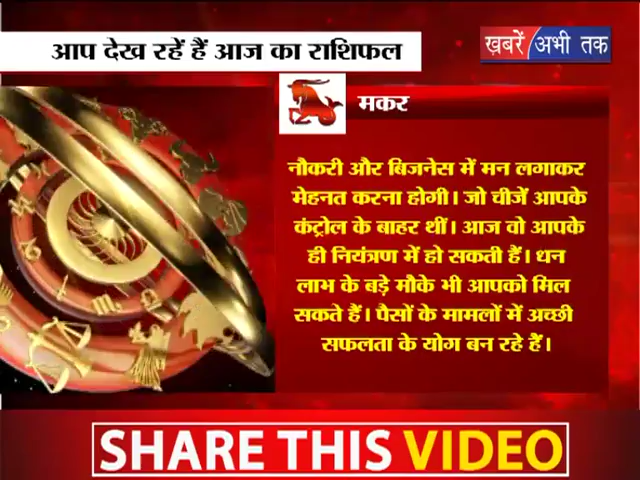 आप देख रहें हैं आज का राशिफल
ख़बरें अभी तक
मकर
नौकरी और बिजनेस में मन लगाकर
मेहनत करना होगी। जो चीजें आपके
कंट्रोल के बाहर थीं। आज वो आपके
ही नियंत्रण में हो सकती हैं। धन
लाभ के बड़े मौके भी आपको मिल
सकते हैं। पैसों के मामलों में अच्छी
सफलता के योग बन रहे हैं।
SHARE THIS VIDEO